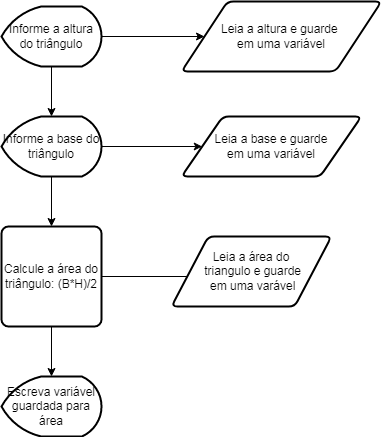 Informe a altura
do triângulo
Leia a altura e guarde
em uma variável
Informe a base do
triângulo
Leia a base e guarde
em uma variável
Calcule a área do
triângulo: (B*H)/2
Leia a área do
triangulo e guarde
em uma varável
Escreva variável
guardada para
área